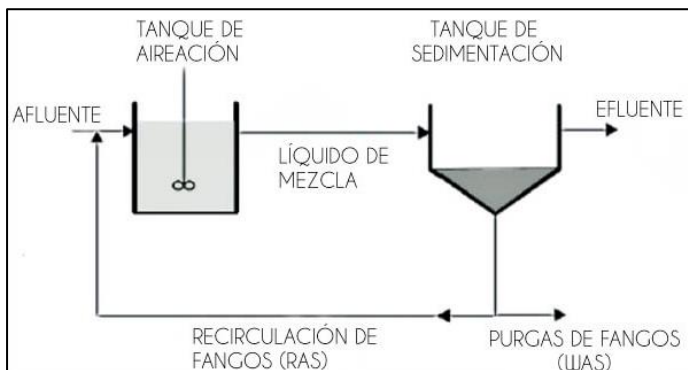 TANQUE DE
AIREACIÓN
TANQUE DE
SEDIMENTACIÓN
AFLUENTE
EFLUENTE
LÍQUIDO DE
MEZCLA
RECIRCULACIÓN DE
FANGOS (RAS)
PURGAS DE FANGOS
(WAS)